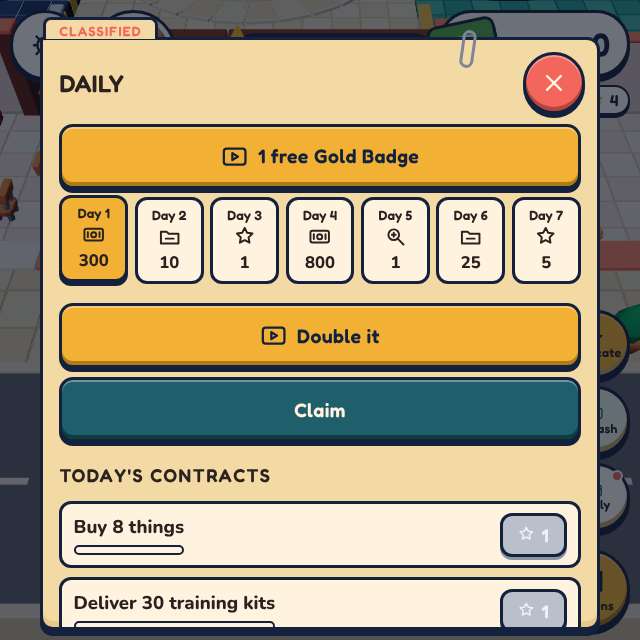 CLASSIFIED
0
DAILY
4
1 free Gold Badge
Day 1 Day 2 Day 3 Day 4 Day 5 Day 6 Day 7
300 10 1 800 1 25 5
Double it
Claim
TODAY'S CONTRACTS
Buy 8 things
1
Deliver 30 training kits
1